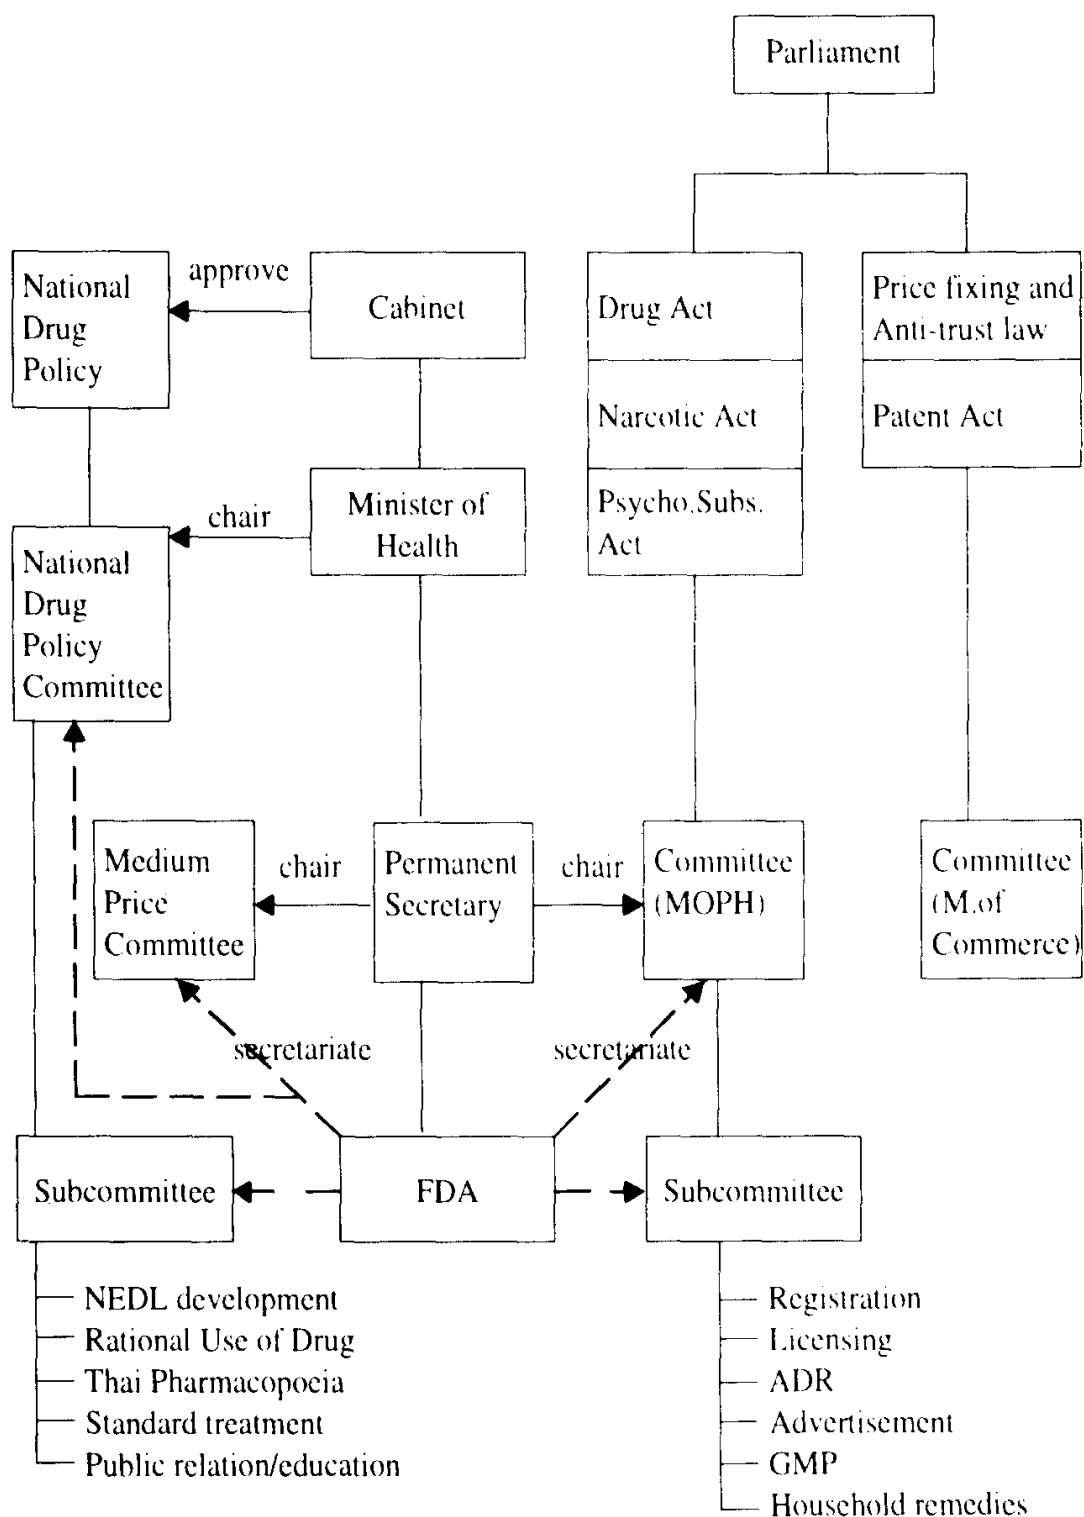 Parliament
approve
National
Drug
Policy
Cabinet
Drug Act
Price fixing and
Anti-trust law
Narcotic Act
Patent Act
chair
Minister of
Health
Psycho.Subs.
Act
National
Drug
Policy
Committee
Medium
Price
Committee
chair
Permanent
Secretary
chair
Committee
(MOPH)
Committee
(M.of
Commerce)
secretariate
secretariate
Subcommittee
FDA
Subcommittee
NEDL development
Rational Use of Drug
Thai Pharmacopoeia
Standard treatment
Public relation/education
Registration
Licensing
ADR
Advertisement
GMP
Household remedies